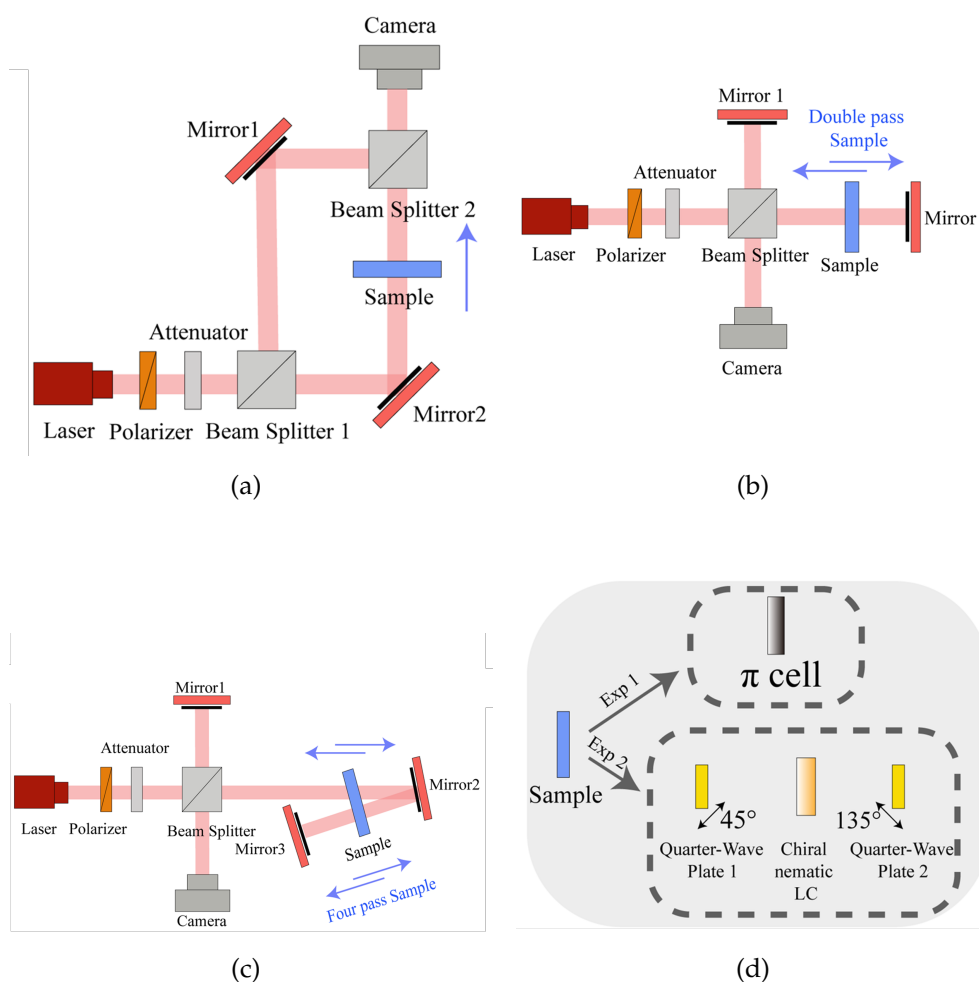 Camera
Mirror1
Beam Splitter 2
Sample
Attenuator
Mirror2
Laser
Polarizer
Beam Splitter 1
(a)
Mirror 1
Double pass
Sample
Attenuator
Mirror
Laser
Polarizer
Beam Splitter
Sample
Camera
(b)
Mirror1
Attenuator
Mirror2
Laser
Polarizer
Beam Splitter
Mirror3
Sample
Four pass Sample
Camera
(c)
π cell
Exp 1
Exp 2
Sample
45°
135°
Quarter-Wave
Plate 1
Chiral
nematic
LC
Quarter-Wave
Plate 2
(d)